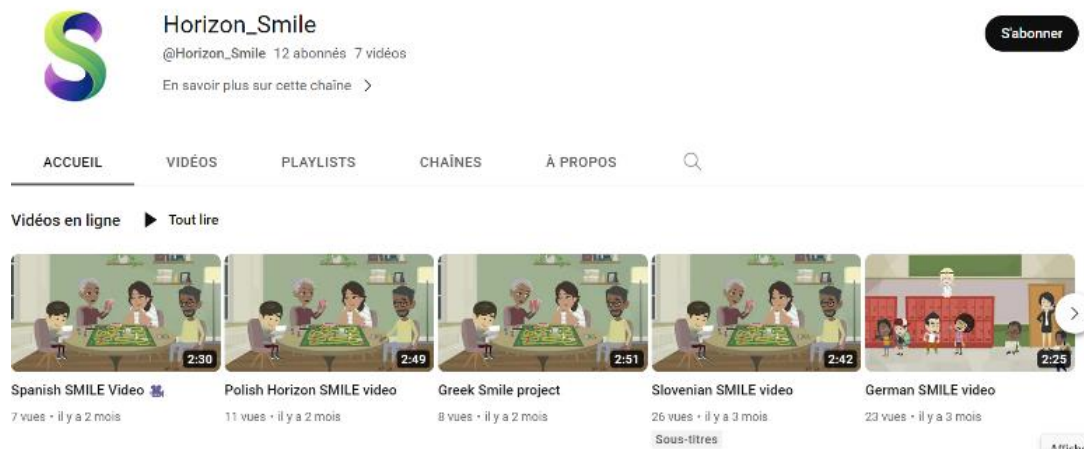 Horizon_Smile
@Horizon_Smile 12 abonnés 7 vidéos
En savoir plus sur cette chaîne >
S'abonner
ACCUEIL VIDÉOS PLAYLISTS CHAÎNES À PROPOS
Vidéos en ligne Tout lire
2:30 2:49 2:51 2:42 2:25
Spanish SMILE Video Polish Horizon SMILE video Greek Smile project Slovenian SMILE video German SMILE video
7 vues • il y a 2 mois 11 vues • il y a 2 mois 8 vues • il y a 2 mois 26 vues • il y a 3 mois 23 vues • il y a 3 mois
Sous-titres